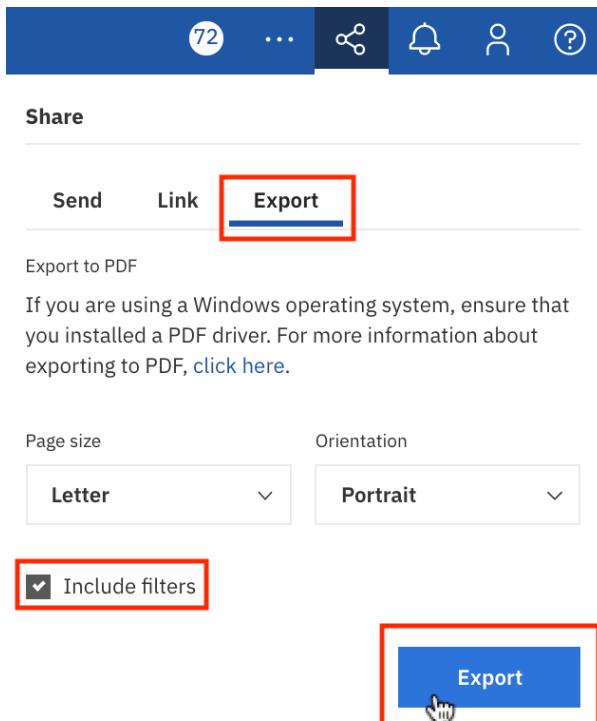 72 ...
Share
Send Link Export
Export to PDF
If you are using a Windows operating system, ensure that
you installed a PDF driver. For more information about
exporting to PDF, click here.
Page size Orientation
Letter Portrait
Include filters
Export